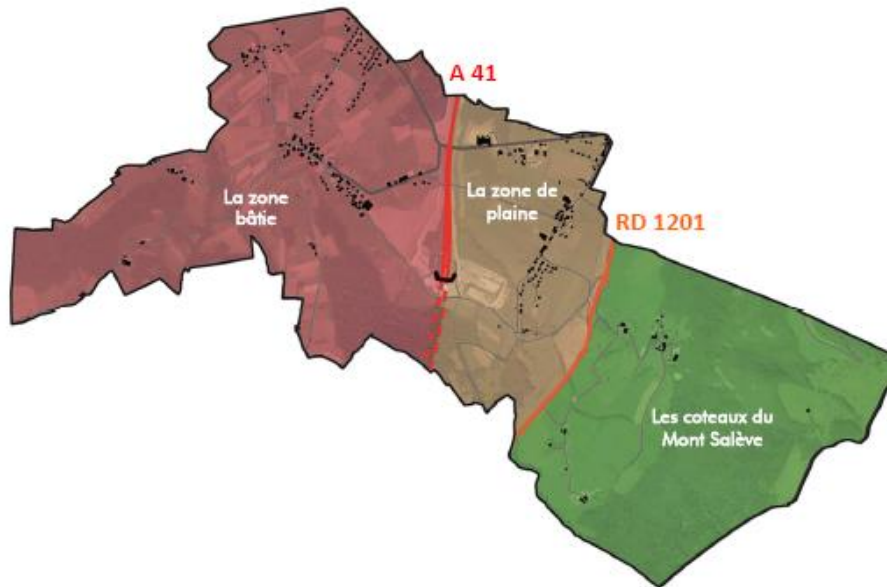 A 41
La zone
bâtie
La zone de
plaine
RD 1201
Les coteaux du
Mont Salève